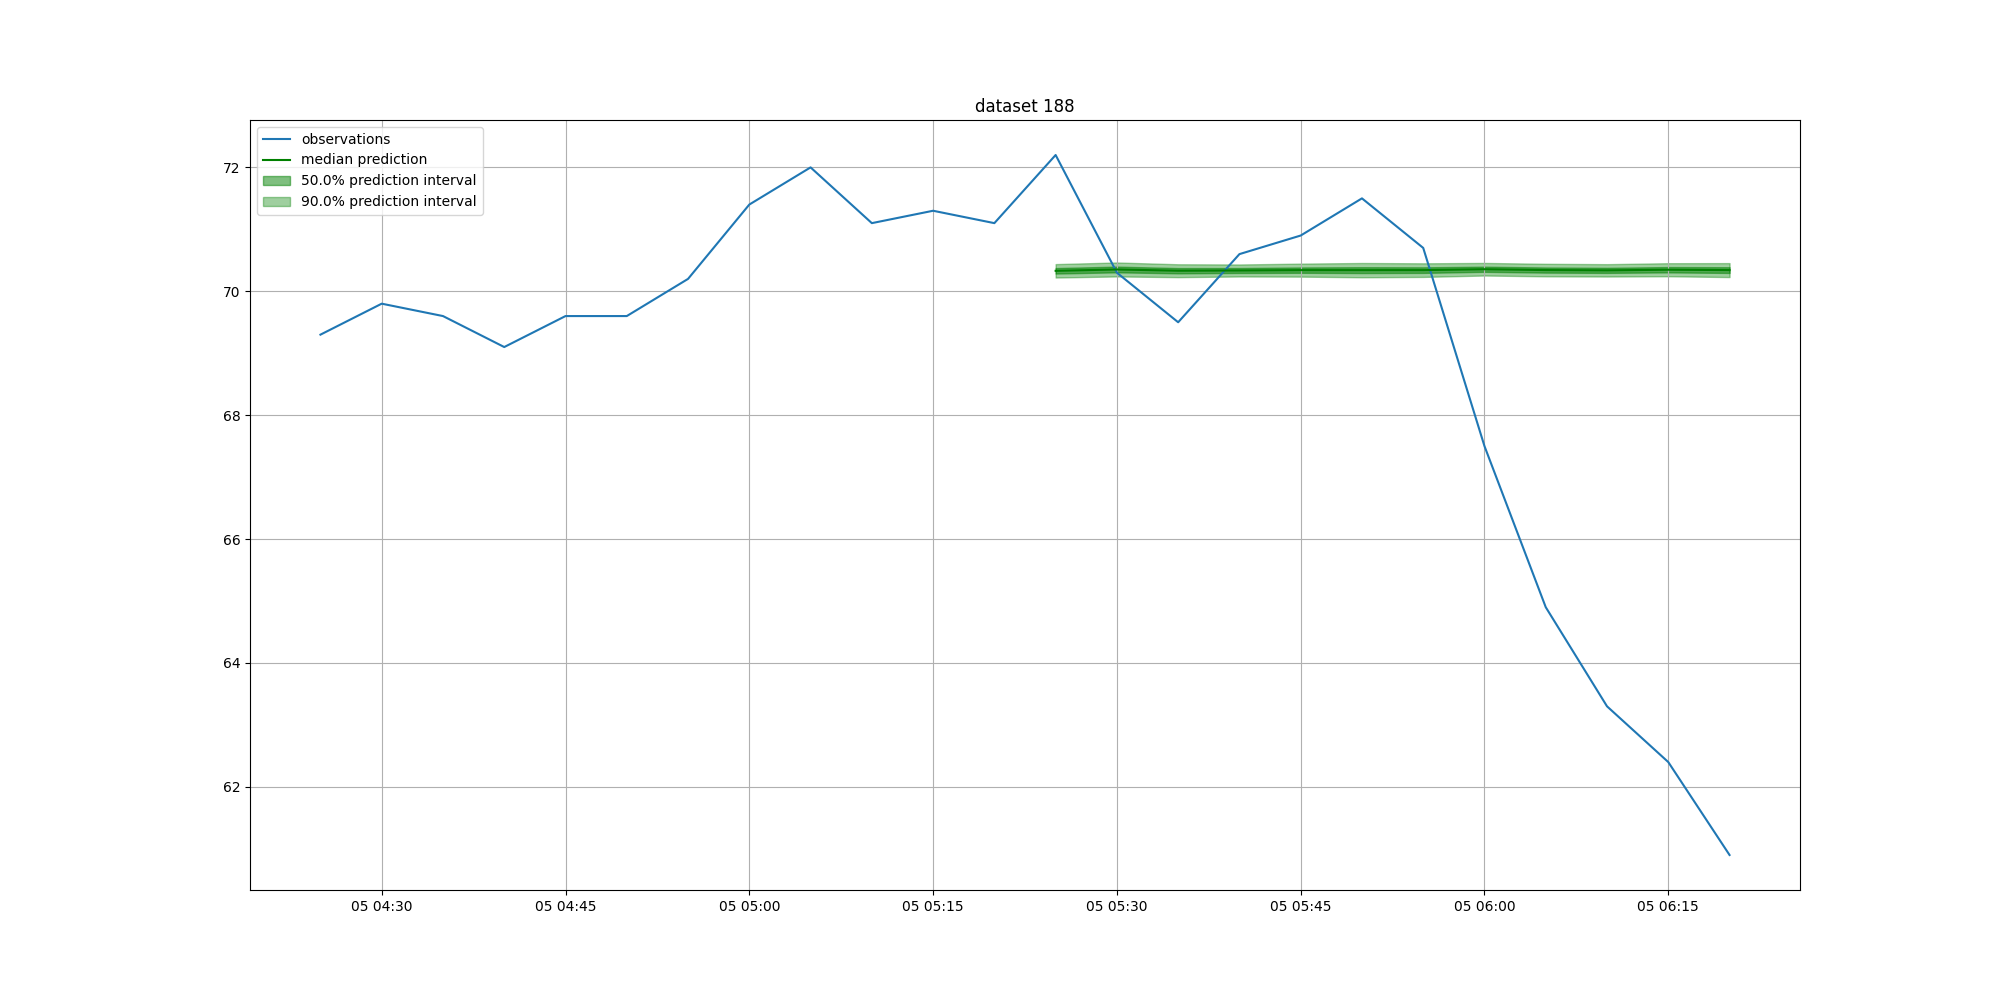 dataset 188
observations
median prediction
50.0% prediction interval
90.0% prediction interval
72
70
68
66
64
62
05 04:30 05 04:45 05 05:00 05 05:15 05 05:30 05 05:45 05 06:00 05 06:15